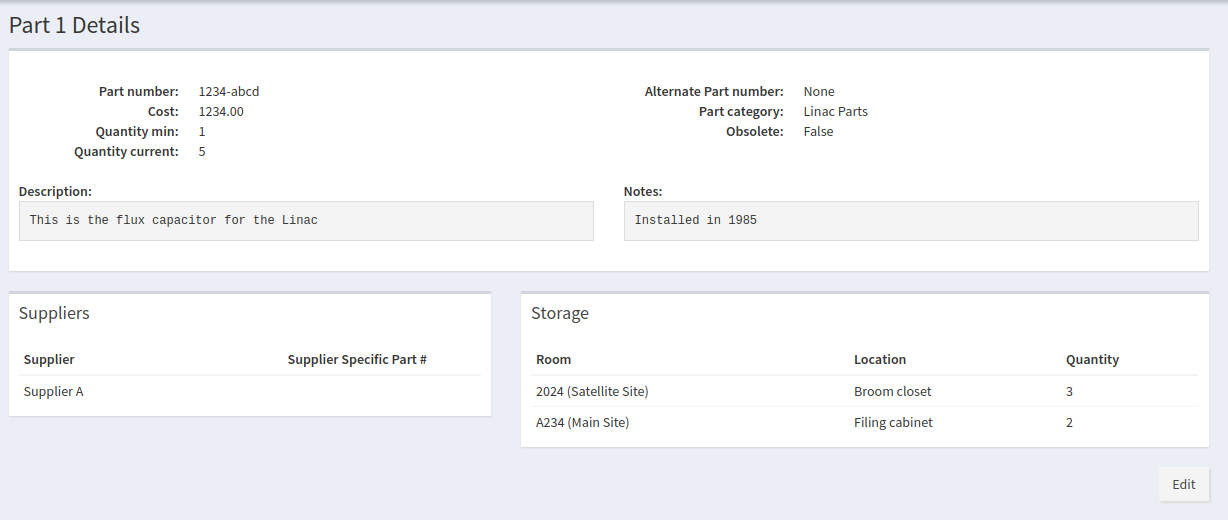 Part 1 Details
Part number: 1234-abcd
Cost: 1234.00
Quantity min: 1
Quantity current: 5
Alternate Part number: None
Part category: Linac Parts
Obsolete: False
Description:
This is the flux capacitor for the Linac
Notes:
Installed in 1985
Suppliers
Supplier Supplier Specific Part #
Supplier A
Storage
Room Location Quantity
2024 (Satellite Site) Broom closet 3
A234 (Main Site) Filing cabinet 2
Edit